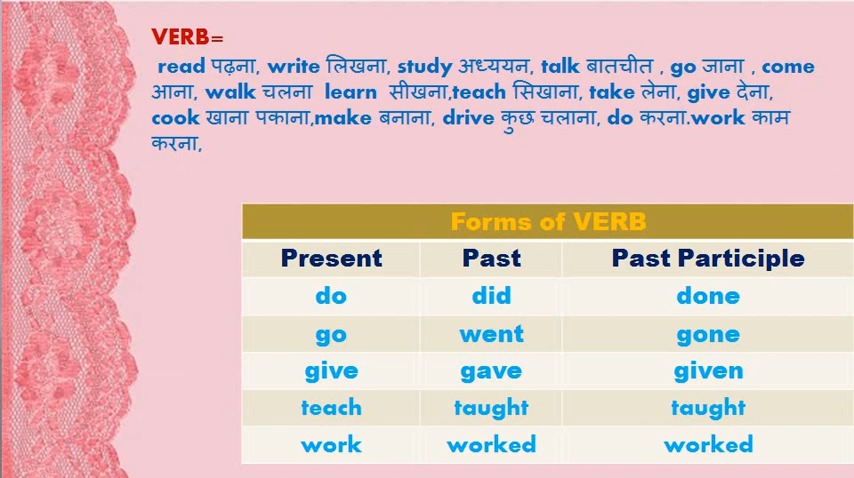 VERB=
read पढ़ना, write लिखना, study अध्ययन, talk बातचीत , go जाना , come
आना, walk चलना learn सीखना,teach सिखाना, take लेना, give देना,
cook खाना पकाना,make बनाना, drive कुछ चलाना, do करना.work काम
करना,
Forms of VERB
Present Past Past Participle
do did done
go went gone
give gave given
teach taught taught
work worked worked